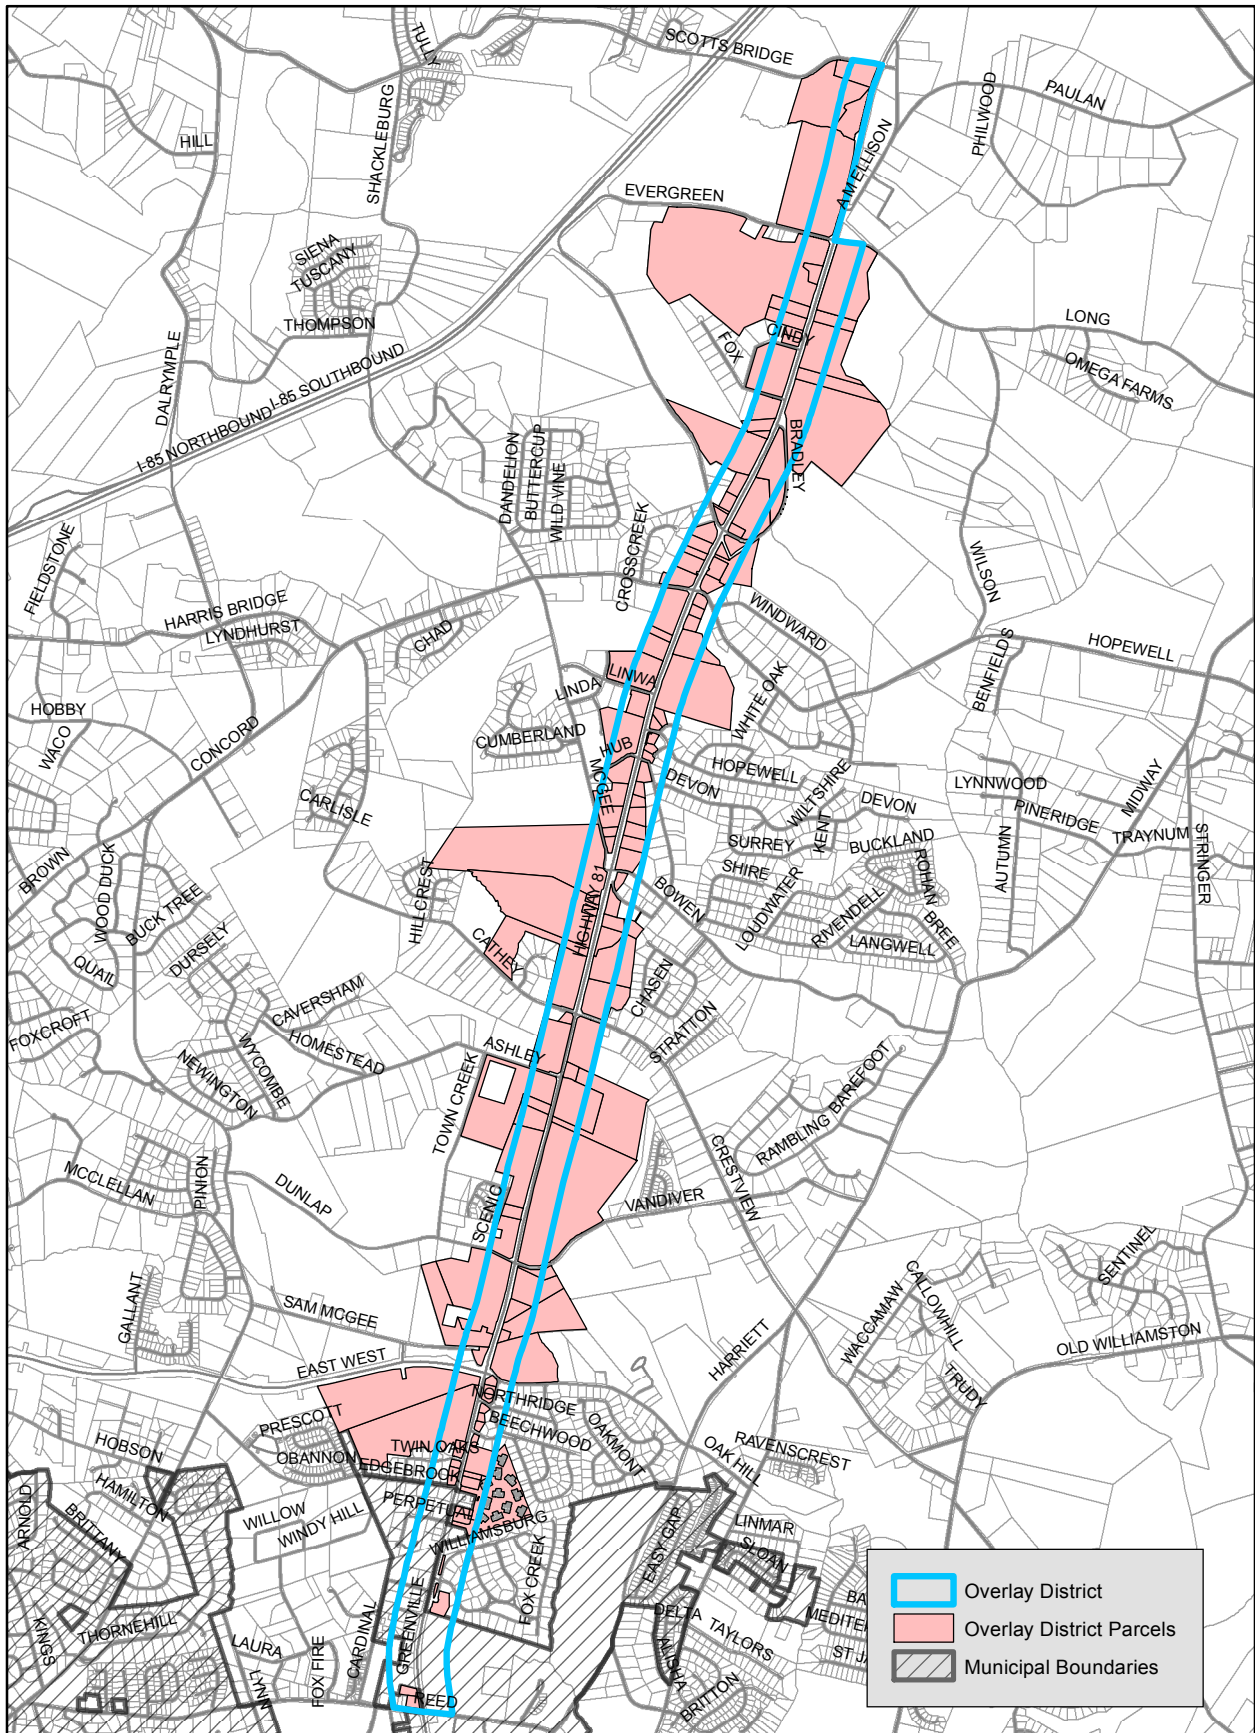 TULLY
SCOTTS BRIDGE
PAULAN
PHILWOOD
HILL
SHACKLEBURG
AMELLISON
EVERGREEN
SIENA
TUSCANY
THOMPSON
LONG
CINDY
FOX
OMEGA FARMS
DALRYMPLE
I-85 SOUTHBOUND
I-85 NORTHBOUND
BRADLEY
DANDELION
BUTTERCUP
WILD VINE
CROSSCREEK
WILSON
FIELDSTONE
HARRIS BRIDGE
LYNDHURST
CHAD
WINDWARD
BENFIELDS
HOPEWELL
LINWA
LINDA
WHITE OAK
HOBBY
WACO
CONCORD
CUMBERLAND
HUB
MCGEE
HOPEWELL
DEVON
WILTSHIRE
DEVON
LYNNWOOD
MIDWAY
CARLISLE
PINERIDGE
TRAYNUM
STRINGER
SURREY
KENT
BUCKLAND
AUTUMN
BROWN
WOOD DUCK
BUCK TREE
HILLCREST
HIGHWAY 81
BOWEN
SHIRE
ROHAN
LOUDWATER
RIVENDELL
BREE
LANGWELL
DURSELY
QUAIL
CATHEY
CHASEN
STRATTON
CAVERSHAM
FOXCROFT
HOMESTEAD
WYCOMBE
NEWINGTON
ASHLEY
TOWN CREEK
RAMBLING
BAREFOOT
CRESTVIEW
MCCLELLAN
PINION
DUNLAP
SCENIC
VANDIVER
SENTINEL
GALLANT
SAM MCGEE
CALLOWHILL
WACCAMAW
OLD WILLIAMSTON
EAST WEST
HARRIETT
TRUDY
NORTHRIDGE
BEECHWOOD
OAKMONT
PRESCOTT
OBANNON
TWIN OAKS
EDGEBROOK
HOBSON
RAVENSCREST
OAK HILL
HAMILTON
ARNOLD
BRITTANY
WILLOW
WINDY HILL
PERPETUAL
WILLIAMSBURG
FOX CREEK
EASY GAP
LINMAR
SLOAN
KINGS
THORNEHILL
LAURA
LYNN
FOX FIRE
CARDINAL
GREENVILLE
REED
DELTA
TAYLORS
ALISHA
BRITTON
Overlay District
Overlay District Parcels
Municipal Boundaries